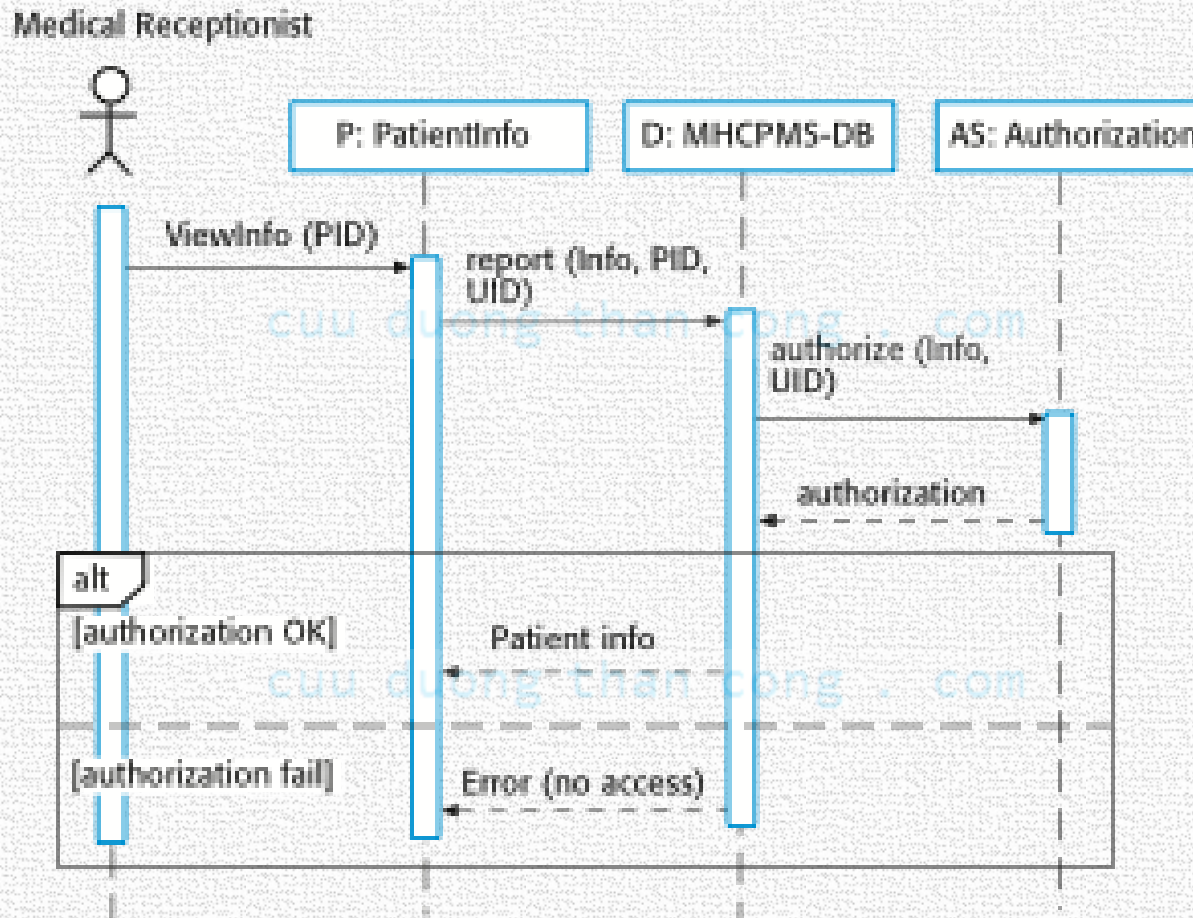 Medical Receptionist
P: PatientInfo
D: MHCPMS-DB
AS: Authorization
ViewInfo (PID)
report (Info, PID,
UID)
cuu duong than cong . com
authorize (Info,
UID)
authorization
alt
[authorization OK]
Patient info
cuu duong than cong . com
[authorization fail]
Error (no access)